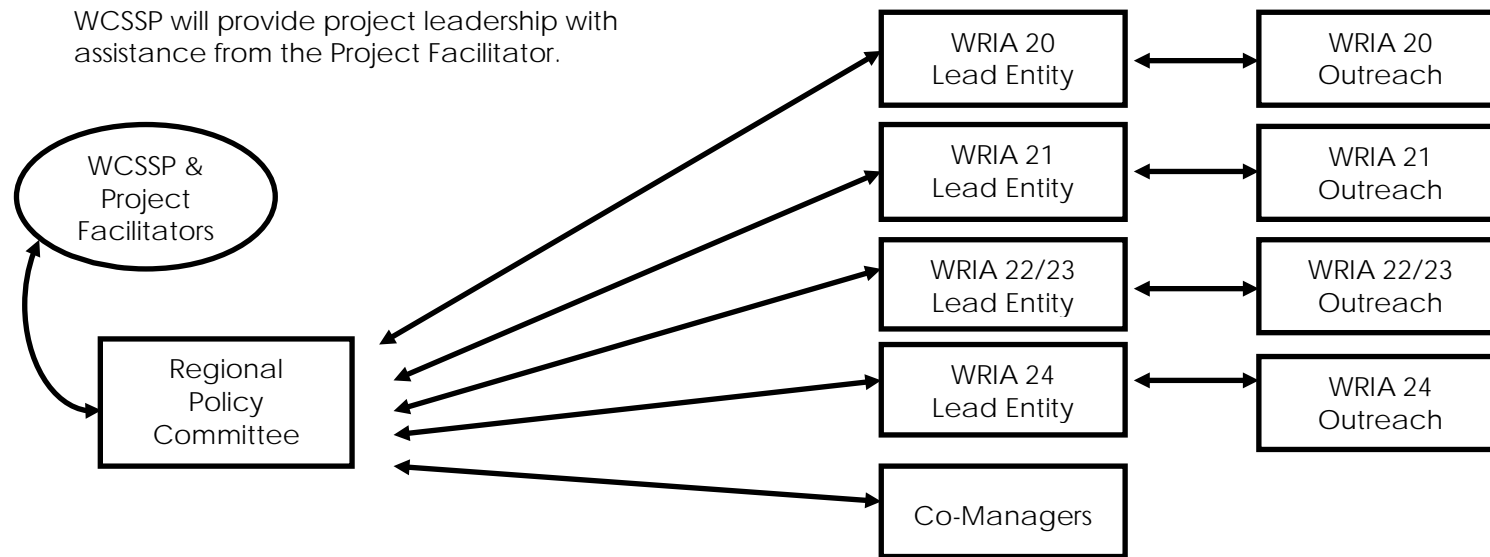 WCSSP will provide project leadership with
assistance from the Project Facilitator.
WCSSP &
Project
Facilitators
Regional
Policy
Committee
WRIA 20
Lead Entity
WRIA 20
Outreach
WRIA 21
Lead Entity
WRIA 21
Outreach
WRIA 22/23
Lead Entity
WRIA 22/23
Outreach
WRIA 24
Lead Entity
WRIA 24
Outreach
Co-Managers